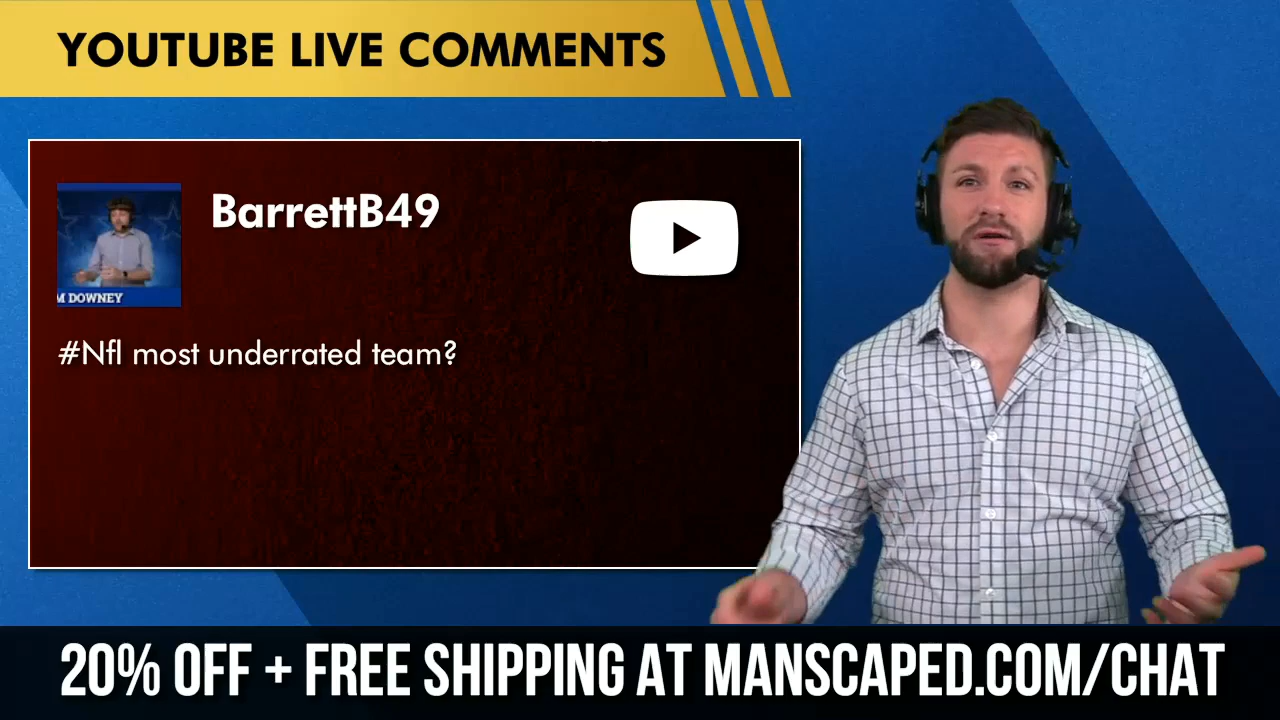 YOUTUBE LIVE COMMENTS
BarrettB49
M DOWNEY
#Nfl most underrated team?
20% OFF + FREE SHIPPING AT MANSCAPED.COM/CHAT